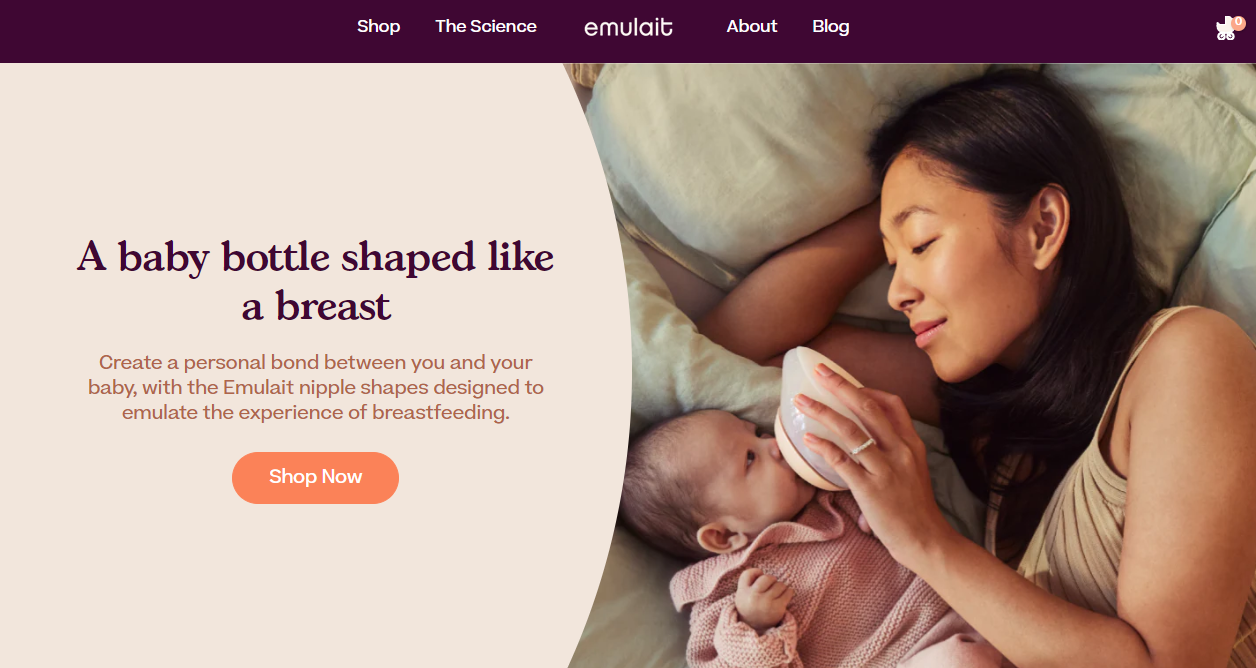 Shop The Science emulait About Blog 0
A baby bottle shaped like
a breast
Create a personal bond between you and your
baby, with the Emulait nipple shapes designed to
emulate the experience of breastfeeding.
Shop Now